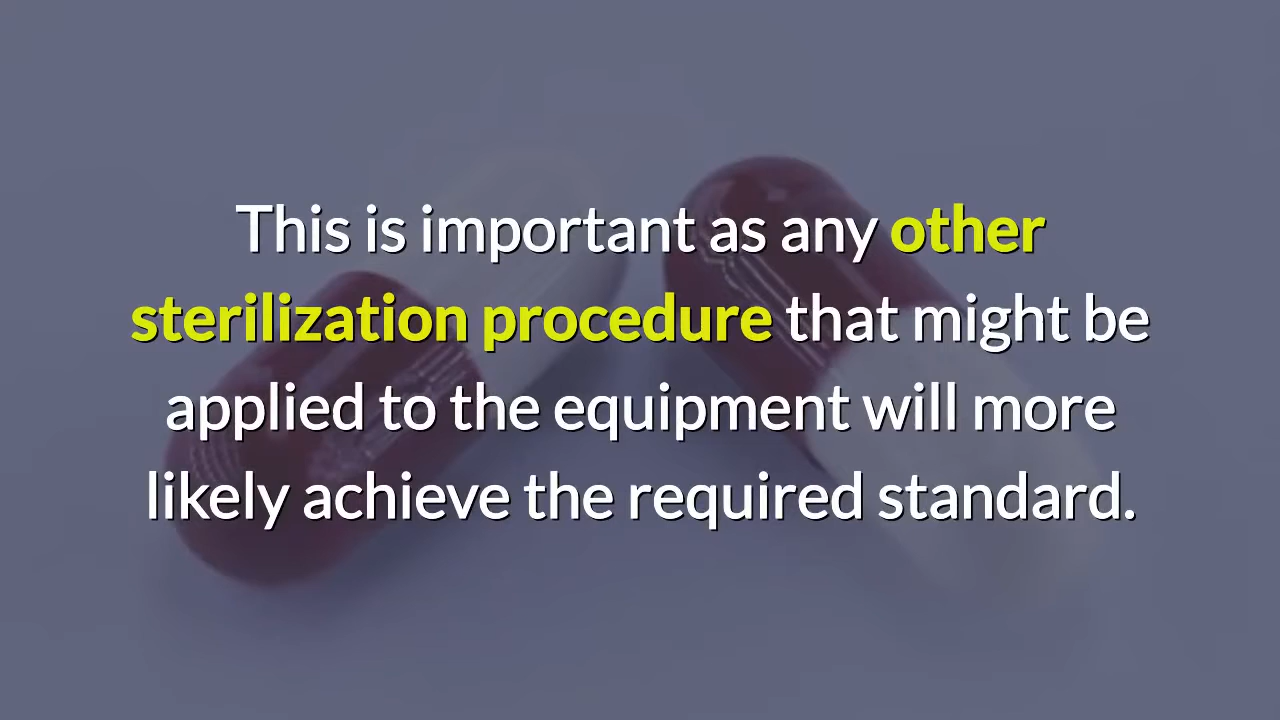 This is important as any other
sterilization procedure that might be
applied to the equipment will more
likely achieve the required standard.